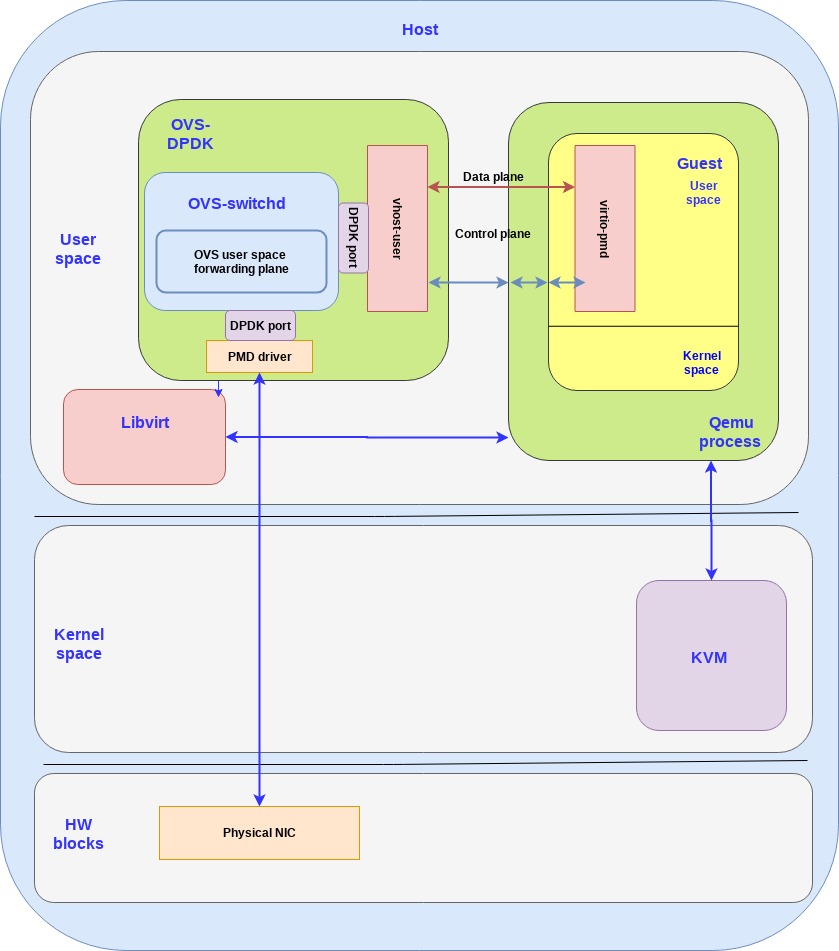 Host
OVS-
DPDK
OVS-switchd
OVS user space
forwarding plane
DPDK port
vhost-user
DPDK port
PMD driver
Data plane
Control plane
virtio-pmd
Guest
User
space
Kernel
space
Qemu
process
User
space
Libvirt
Kernel
space
KVM
HW
blocks
Physical NIC